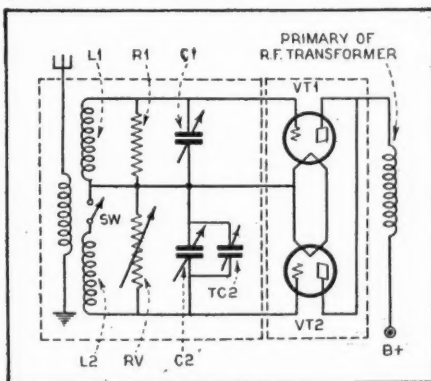 PRIMARY OF
R.F. TRANSFORMER
L1 R1 C1
VT1
SW
TC2
VT2
L2 RV C2
B+